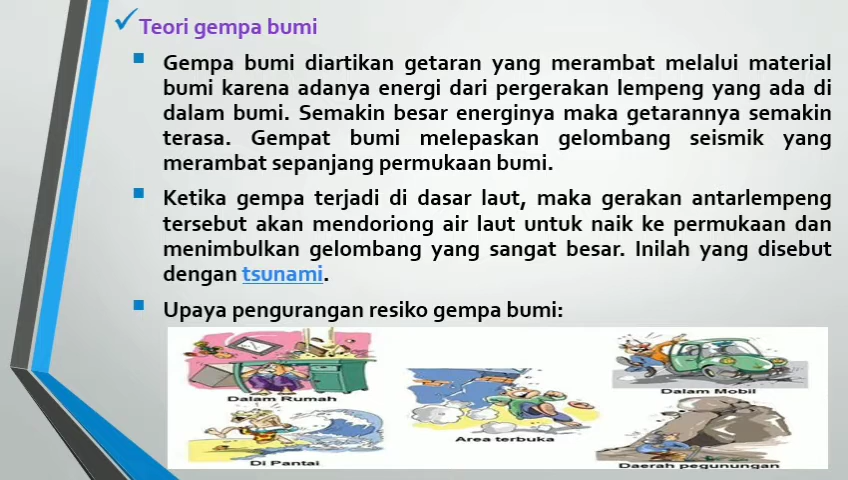 Teori gempa bumi
Gempa bumi diartikan getaran yang merambat melalui material
bumi karena adanya energi dari pergerakan lempeng yang ada di
dalam bumi. Semakin besar energinya maka getarannya semakin
terasa. Gempat bumi melepaskan gelombang seismik yang
merambat sepanjang permukaan bumi.
Ketika gempa terjadi di dasar laut, maka gerakan antarlempeng
tersebut akan mendoriong air laut untuk naik ke permukaan dan
menimbulkan gelombang yang sangat besar. Inilah yang disebut
dengan tsunami.
Upaya pengurangan resiko gempa bumi:
Dalam Rumah
Dalam Mobil
Area terbuka
Di Pantai
Daerah pegunungan